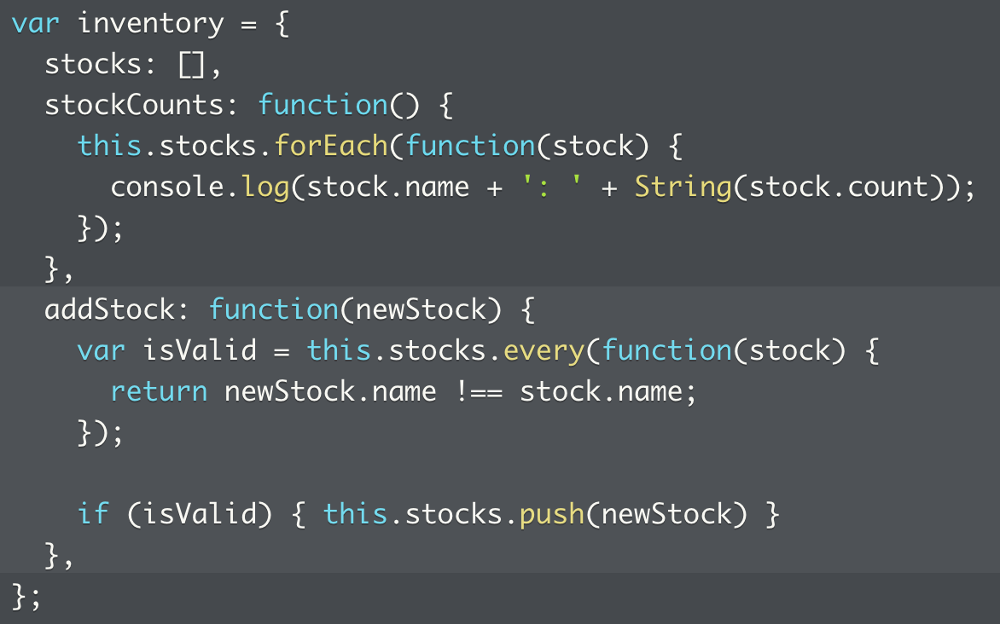 var inventory = {
  stocks: [],
  stockCounts: function() {
    this.stocks.forEach(function(stock) {
      console.log(stock.name + ': ' + String(stock.count));
    });
  },
  addStock: function(newStock) {
    var isValid = this.stocks.every(function(stock) {
      return newStock.name !== stock.name;
    });

    if (isValid) { this.stocks.push(newStock) }
  },
};